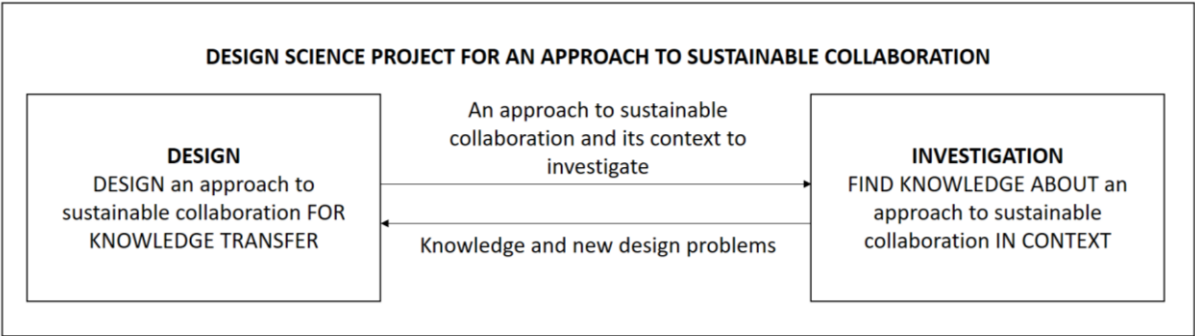 DESIGN SCIENCE PROJECT FOR AN APPROACH TO SUSTAINABLE COLLABORATION
DESIGN
DESIGN an approach to
sustainable collaboration FOR
KNOWLEDGE TRANSFER
An approach to sustainable
collaboration and its context to
investigate
Knowledge and new design problems
INVESTIGATION
FIND KNOWLEDGE ABOUT an
approach to sustainable
collaboration IN CONTEXT